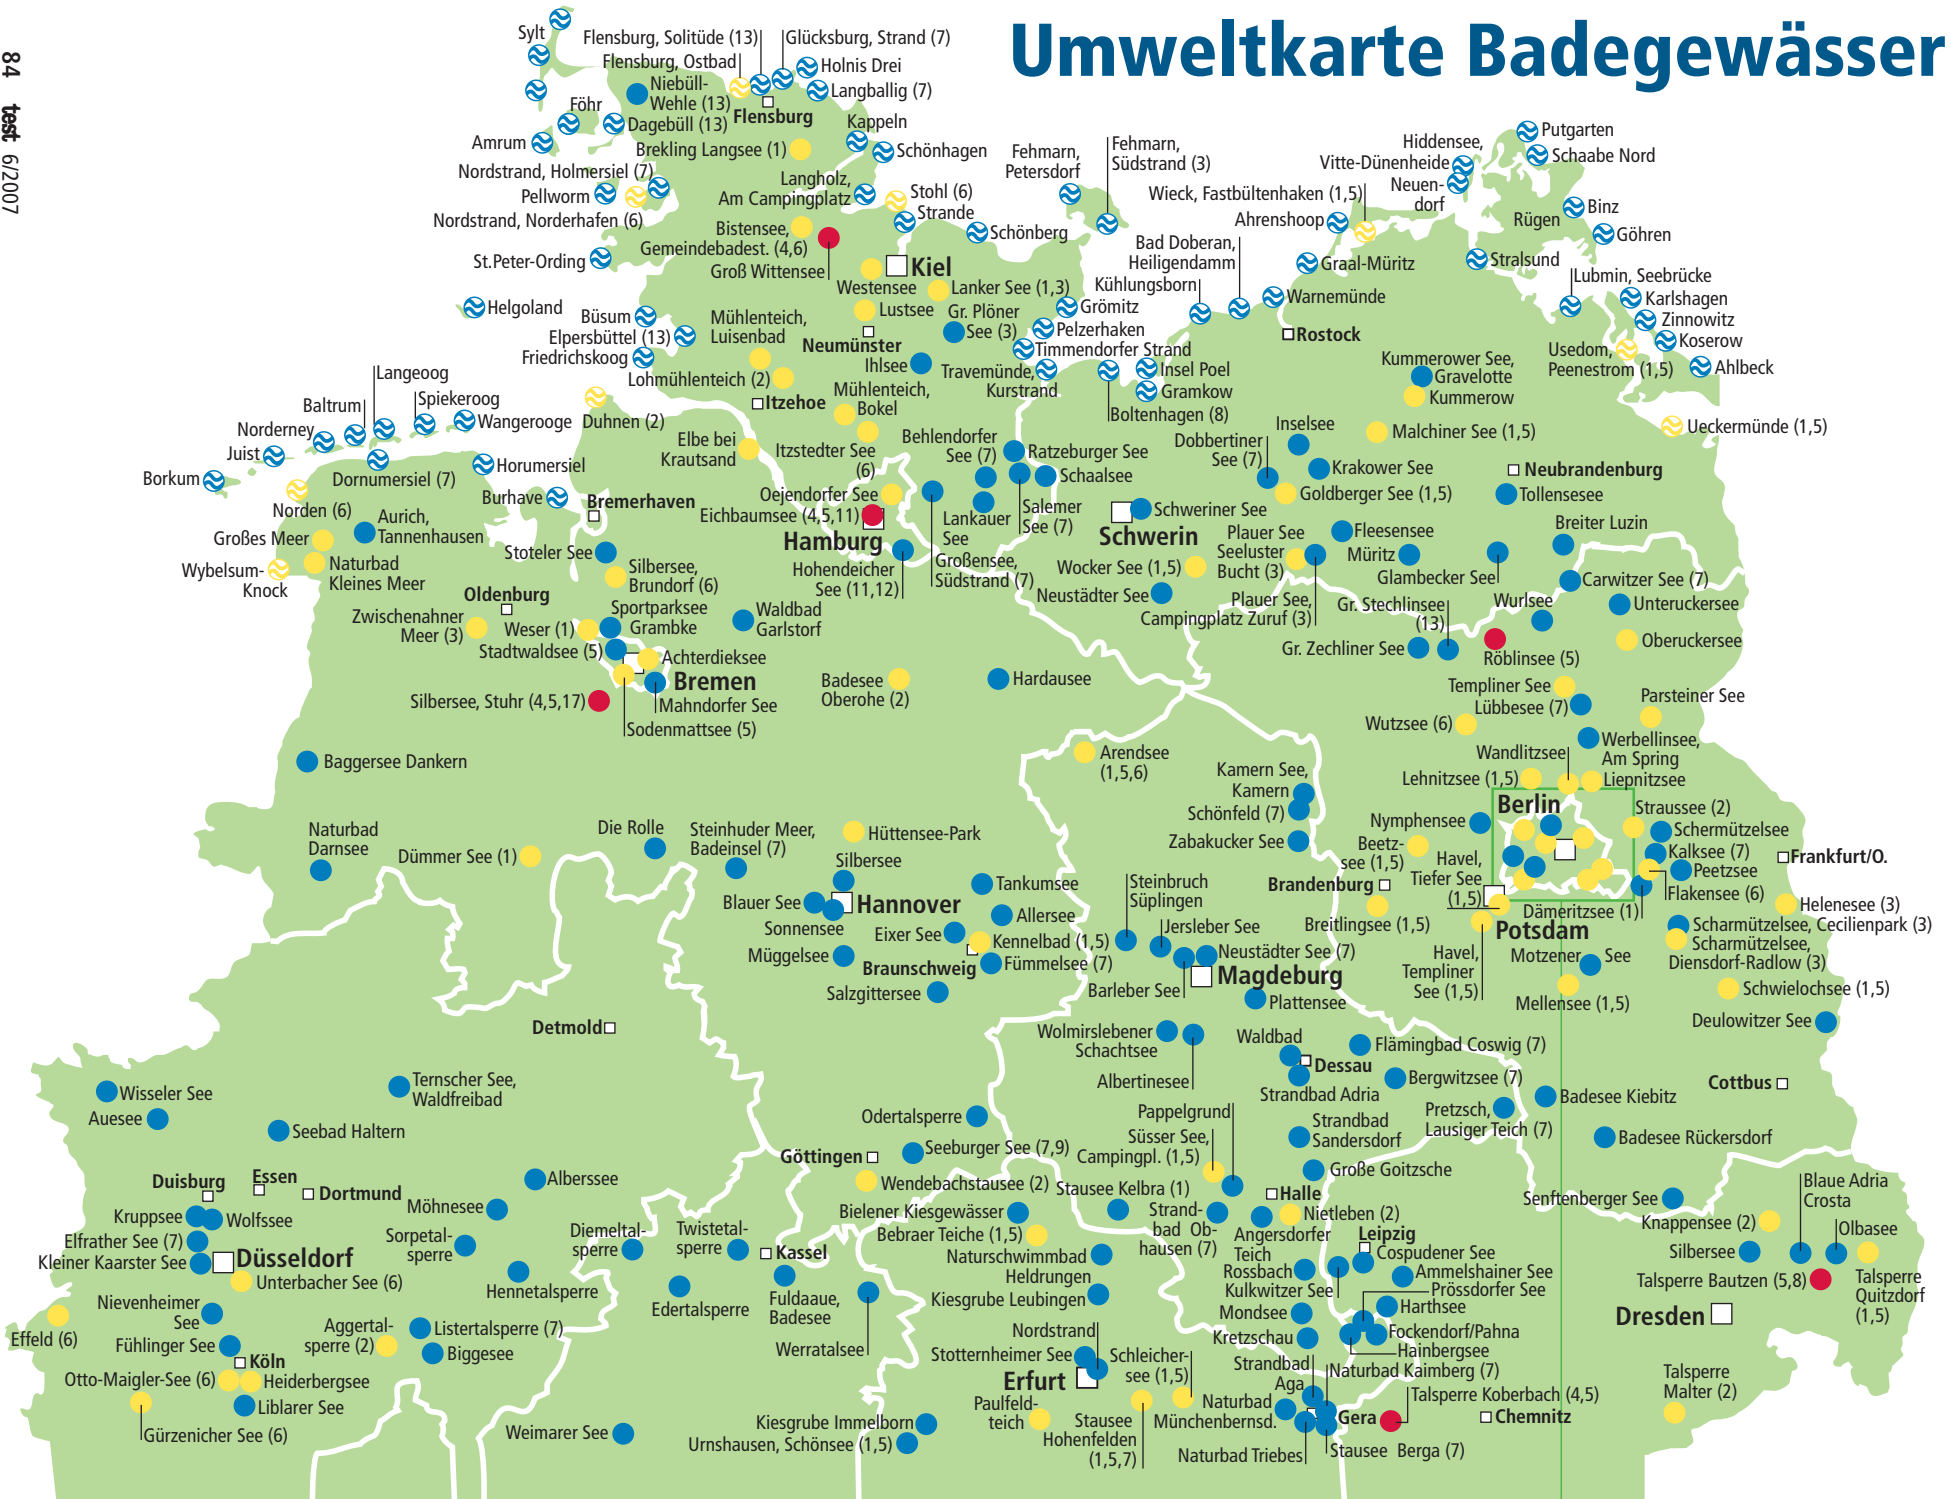 Umweltkarte Badegewässer
84 test 6/2007
Sylt
Flensburg, Solitüde (13)
Glücksburg, Strand (7)
Flensburg, Ostbad
Holnis Drei
Niebüll-
Wehle (13)
Langballig (7)
Flensburg
Föhr
Dagebüll (13)
Kappeln
Amrum
Brekling Langsee (1)
Schönhagen
Nordstrand, Holmersiel (7)
Pellworm
Langholz,
Am Campingplatz
Stohl (6)
Strande
Nordstrand, Norderhafen (6)
Bistensee,
Gemeindebadest. (4,6)
Schönberg
Groß Wittensee
Kiel
St.Peter-Ording
Westensee
Lanker See (1,3)
Helgoland
Lustsee
Gr. Plöner
See (3)
Büsum
Elpersbüttel (13)
Friedrichskoog
Mühlenteich,
Luisenbad
Neumünster
Ihlsee
Lohmühlenteich (2)
Mühlenteich,
Bokel
Itzehoe
Fehmarn,
Petersdorf
Fehmarn,
Südstrand (3)
Grömitz
Pelzerhaken
Timmendorfer Strand
Travemünde,
Kurstrand
Insel Poel
Gramkow
Boltenhagen (8)
Kühlungsborn
Bad Doberan,
Heiligendamm
Warnemünde
Rostock
Graal-Müritz
Ahrenshoop
Wieck, Fastbültenhaken (1,5)
Hiddensee,
Vitte-Dünenheide
Neuen-
dorf
Putgarten
Schaabe Nord
Rügen
Binz
Göhren
Stralsund
Lubmin, Seebrücke
Karlshagen
Zinnowitz
Koserow
Usedom,
Peenestrom (1,5)
Ahlbeck
Ueckermünde (1,5)
Kummerower See,
Gravelotte
Kummerow
Malchiner See (1,5)
Inselsee
Dobbertiner
See (7)
Krakower See
Goldberger See (1,5)
Neubrandenburg
Tollensesee
Breiter Luzin
Langeoog
Baltrum
Spiekeroog
Norderney
Wangerooge
Juist
Borkum
Dornumersiel (7)
Horumersiel
Burhave
Duhnen (2)
Norden (6)
Großes Meer
Aurich,
Tannenhausen
Wybelsum-
Knock
Naturbad
Kleines Meer
Bremerhaven
Stoteler See
Silbersee,
Brundorf (6)
Oldenburg
Zwischenahner
Meer (3)
Weser (1)
Sportparksee
Grambke
Stadtwaldsee (5)
Achterdieksee
Bremen
Silbersee, Stuhr (4,5,17)
Mahndorfer See
Sodenmattsee (5)
Waldbad
Garlstorf
Elbe bei
Krautsand
Itzstedter See
(6)
Behlendorfer
See (7)
Ratzeburger See
Schaalsee
Oejendorfer See
Eichbaumsee (4,5,11)
Hamburg
Lankauer
See
Salemer
See (7)
Großensee,
Südstrand (7)
Hohendeicher
See (11,12)
Schwerin
Schweriner See
Wocker See (1,5)
Neustädter See
Plauer See
Seeluster
Bucht (3)
Plauer See,
Campingplatz Zuruf (3)
Fleesensee
Müritz
Glambecker See
Carwitzer See (7)
Wurlsee
Unteruckersee
Gr. Stechlinsee
(13)
Gr. Zechliner See
Röblinsee (5)
Oberuckersee
Badesee
Oberohe (2)
Hardausee
Templiner See
Lübbesee (7)
Parsteiner See
Wutzsee (6)
Werbellinsee,
Am Spring
Wandlitzsee
Lehnitzsee (1,5)
Liepnitzsee
Arendsee
(1,5,6)
Kamern See,
Kamern
Schönfeld (7)
Zabakucker See
Berlin
Straussee (2)
Schermützelsee
Kalksee (7)
Peetzsee
Flakensee (6)
Frankfurt/O.
Nymphensee
Beetz-
see (1,5)
Havel,
Tiefer See
(1,5)
Dämeritzsee (1)
Helenesee (3)
Brandenburg
Breitlingsee (1,5)
Potsdam
Scharmützelsee, Cecilienpark (3)
Scharmützelsee,
Diensdorf-Radlow (3)
Havel,
Templiner
See (1,5)
Motzener See
Mellensee (1,5)
Schwielochsee (1,5)
Deulowitzer See
Baggersee Dankern
Naturbad
Darnsee
Dümmer See (1)
Die Rolle
Steinhuder Meer,
Badeinsel (7)
Hüttensee-Park
Silbersee
Blauer See
Hannover
Sonnensee
Müggelsee
Tankumsee
Allersee
Eixer See
Kennelbad (1,5)
Braunschweig
Fümmelsee (7)
Salzgittersee
Steinbruch
Süplingen
Jersleber See
Neustädter See (7)
Barleber See
Magdeburg
Plattensee
Detmold
Wolmirslebener
Schachtsee
Albertinesee
Waldbad
Dessau
Strandbad Adria
Flämingbad Coswig (7)
Bergwitzsee (7)
Pretzsch,
Lausiger Teich (7)
Badesee Kiebitz
Cottbus
Badesee Rückersdorf
Wisseler See
Auesee
Ternscher See,
Waldfreibad
Seebad Haltern
Odertalsperre
Göttingen
Seeburger See (7,9)
Wendebachstausee (2)
Pappelgrund
Süsser See,
Campingpl. (1,5)
Strandbad
Sandersdorf
Große Goitzsche
Halle
Nietleben (2)
Stausee Kelbra (1)
Strand-
bad Ob-
hausen (7)
Angersdorfer
Teich
Leipzig
Cospudener See
Ammelshainer See
Rossbach
Kulkwitzer See
Prössdorfer See
Harthsee
Mondsee
Kretzschau
Fockendorf/Pahna
Hainbergsee
Senftenberger See
Knappensee (2)
Blaue Adria
Crosta
Olbasee
Silbersee
Talsperre Bautzen (5,8)
Talsperre
Quitzdorf
(1,5)
Dresden
Talsperre
Malter (2)
Duisburg
Essen
Dortmund
Kruppsee
Wolfssee
Elfrather See (7)
Kleiner Kaarster See
Düsseldorf
Unterbacher See (6)
Nievenheimer
See
Effeld (6)
Fühlinger See
Köln
Otto-Maigler-See (6)
Heiderbergsee
Liblarer See
Gürzenicher See (6)
Möhnesee
Alberssee
Sorpetal-
sperre
Hennetalsperre
Aggertal-
sperre (2)
Listertalsperre (7)
Biggesee
Diemeltal-
sperre
Twistetal-
sperre
Kassel
Edertalsperre
Fuldaaue,
Badesee
Werratalsee
Weimarer See
Bielener Kiesgewässer
Bebraer Teiche (1,5)
Naturschwimmbad
Heldrungen
Kiesgrube Leubingen
Nordstrand
Stotternheimer See
Erfurt
Schleicher-
see (1,5)
Paulfeld-
teich
Stausee
Hohenfelden
(1,5,7)
Kiesgrube Immelborn
Urnshausen, Schönsee (1,5)
Strandbad
Aga
Naturbad Kaimberg (7)
Naturbad
Münchenbernsd.
Gera
Talsperre Koberbach (4,5)
Chemnitz
Naturbad Triebes
Stausee Berga (7)